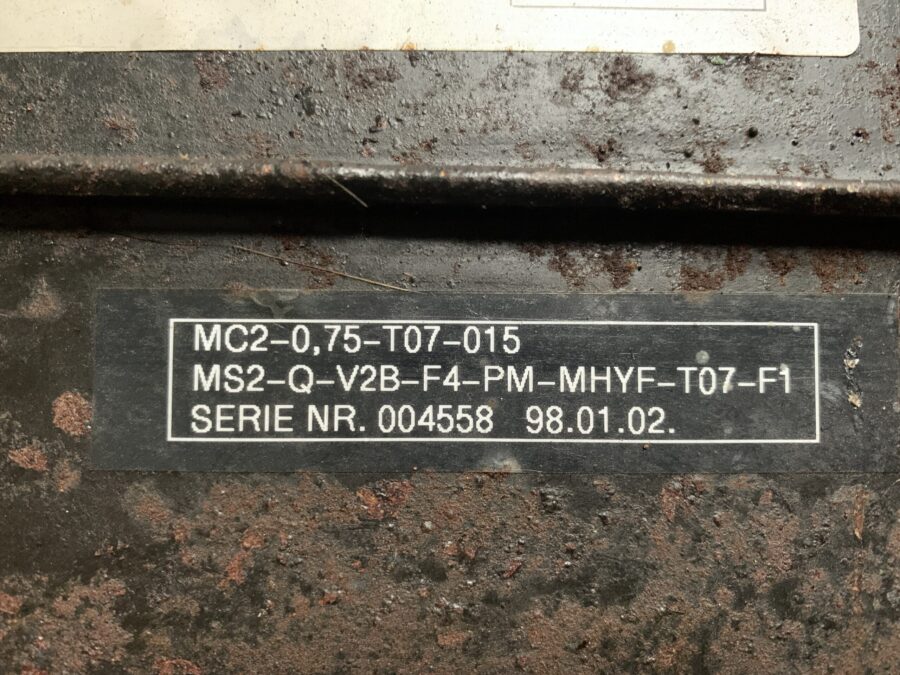 MC2-0,75-T07-015
MS2-Q-V2B-F4-PM-MHYF-T07-F1
SERIE NR. 004558 98.01.02.